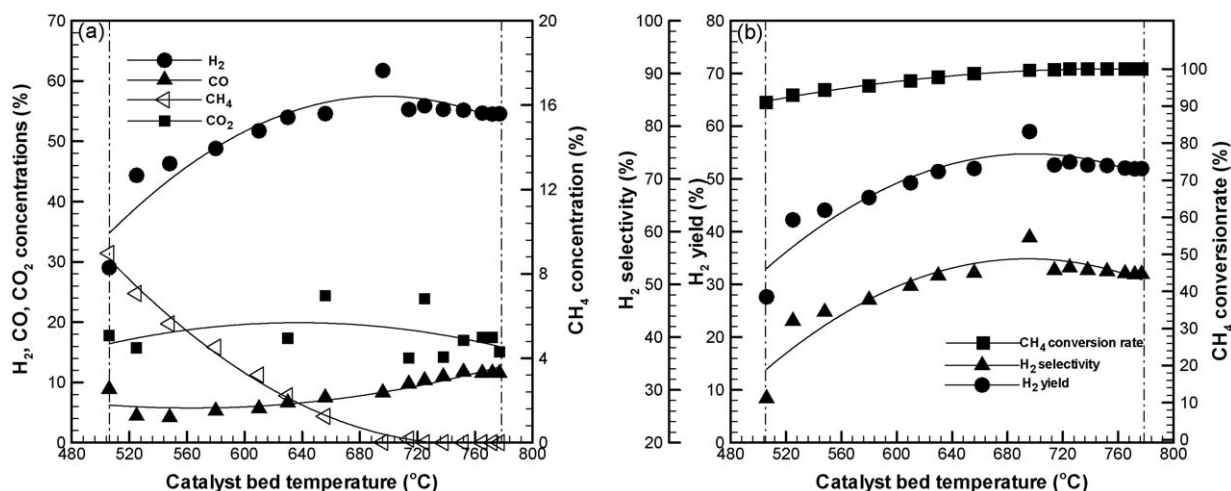 (a)
H2
CO
CH4
CO2
H2, CO, CO2 concentrations (%)
70
60
50
40
30
20
10
0
CH4 concentration (%)
20
16
12
8
4
0
480 520 560 600 640 680 720 760 800
Catalyst bed temperature (°C)
(b)
H2 selectivity (%)
100
90
80
70
60
50
40
30
20
H2 yield (%)
80
70
60
50
40
30
20
10
0
CH4 conversionrate (%)
100
90
80
70
60
50
40
30
20
10
0
CH4 conversion rate
H2 selectivity
H2 yield
480 520 560 600 640 680 720 760 800
Catalyst bed temperature (°C)